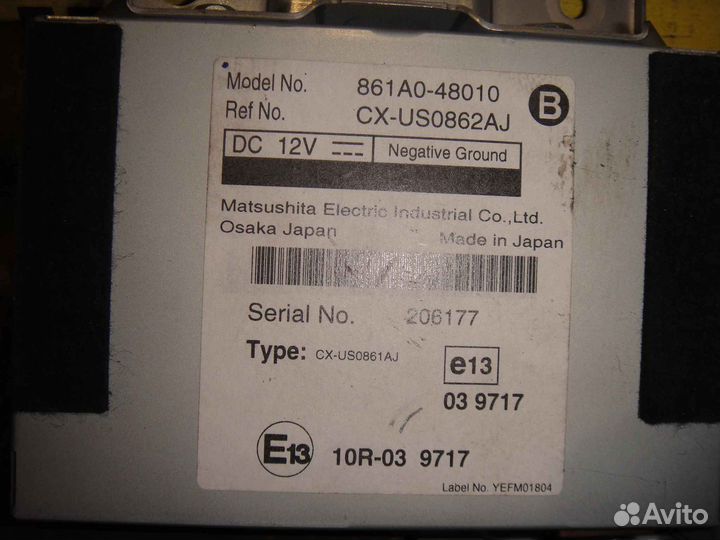 Model No. 861A0-48010
Ref No. CX-US0862AJ
B
DC 12V Negative Ground
Matsushita Electric Industrial Co.,Ltd.
Osaka Japan Made in Japan
Serial No. 206177
Type: CX-US0861AJ
e13
03 9717
E13 10R-03 9717
Label No. YEFM01804
Avito